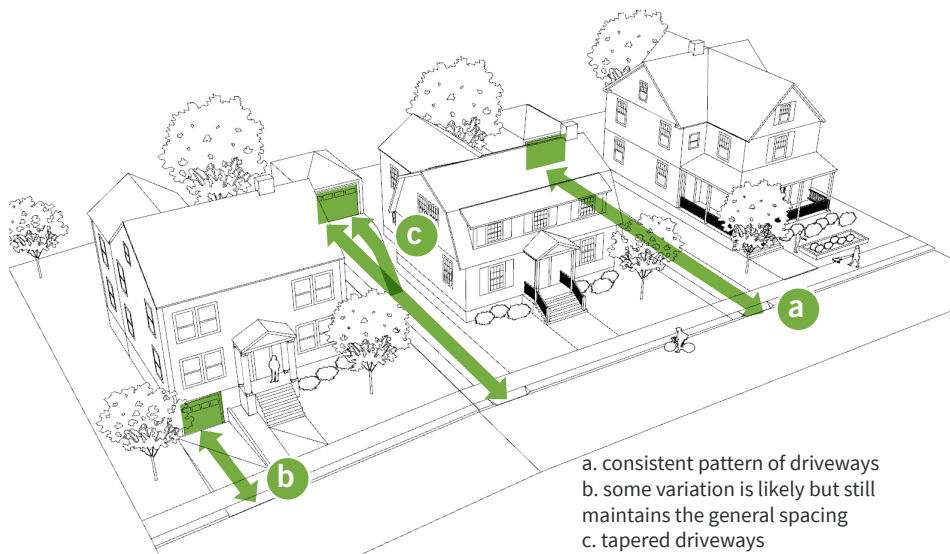 c
a
b
a. consistent pattern of driveways
b. some variation is likely but still
maintains the general spacing
c. tapered driveways